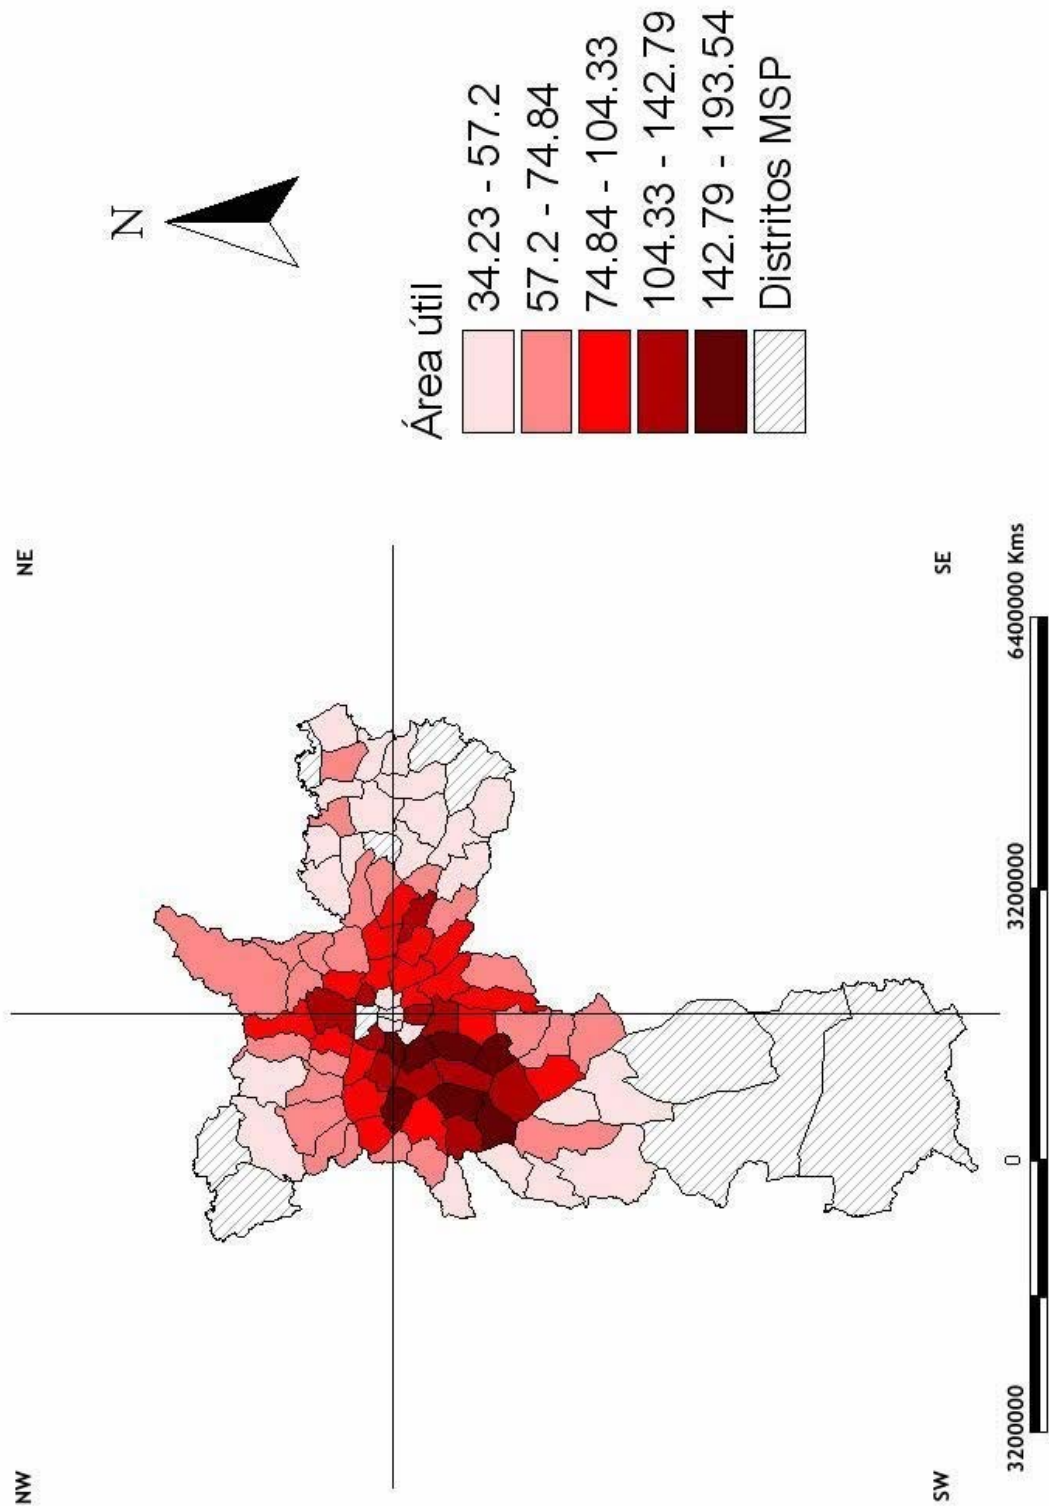 N
NW
NE
SW
SE
Área útil
34.23 - 57.2
57.2 - 74.84
74.84 - 104.33
104.33 - 142.79
142.79 - 193.54
Distritos MSP
3200000 0 3200000 6400000 Kms